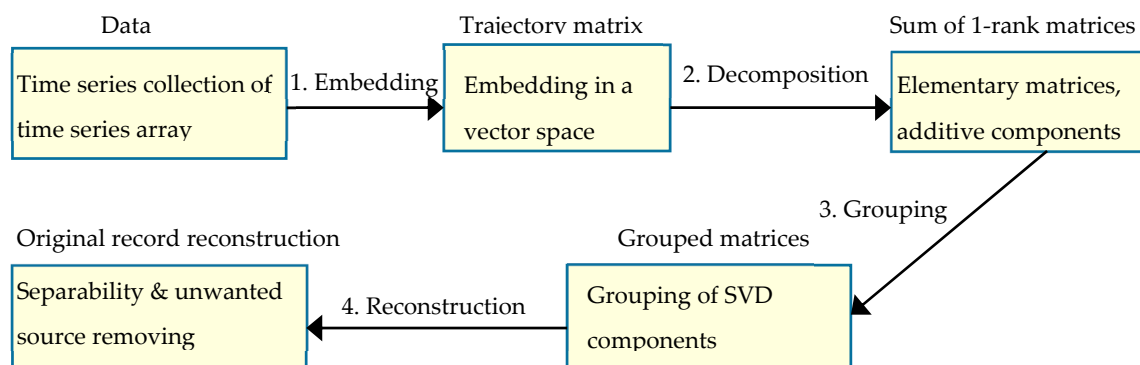 Data
Trajectory matrix
Sum of 1-rank matrices
Time series collection of
time series array
1. Embedding
Embedding in a
vector space
2. Decomposition
Elementary matrices,
additive components
3. Grouping
Original record reconstruction
Grouped matrices
Separability & unwanted
source removing
4. Reconstruction
Grouping of SVD
components